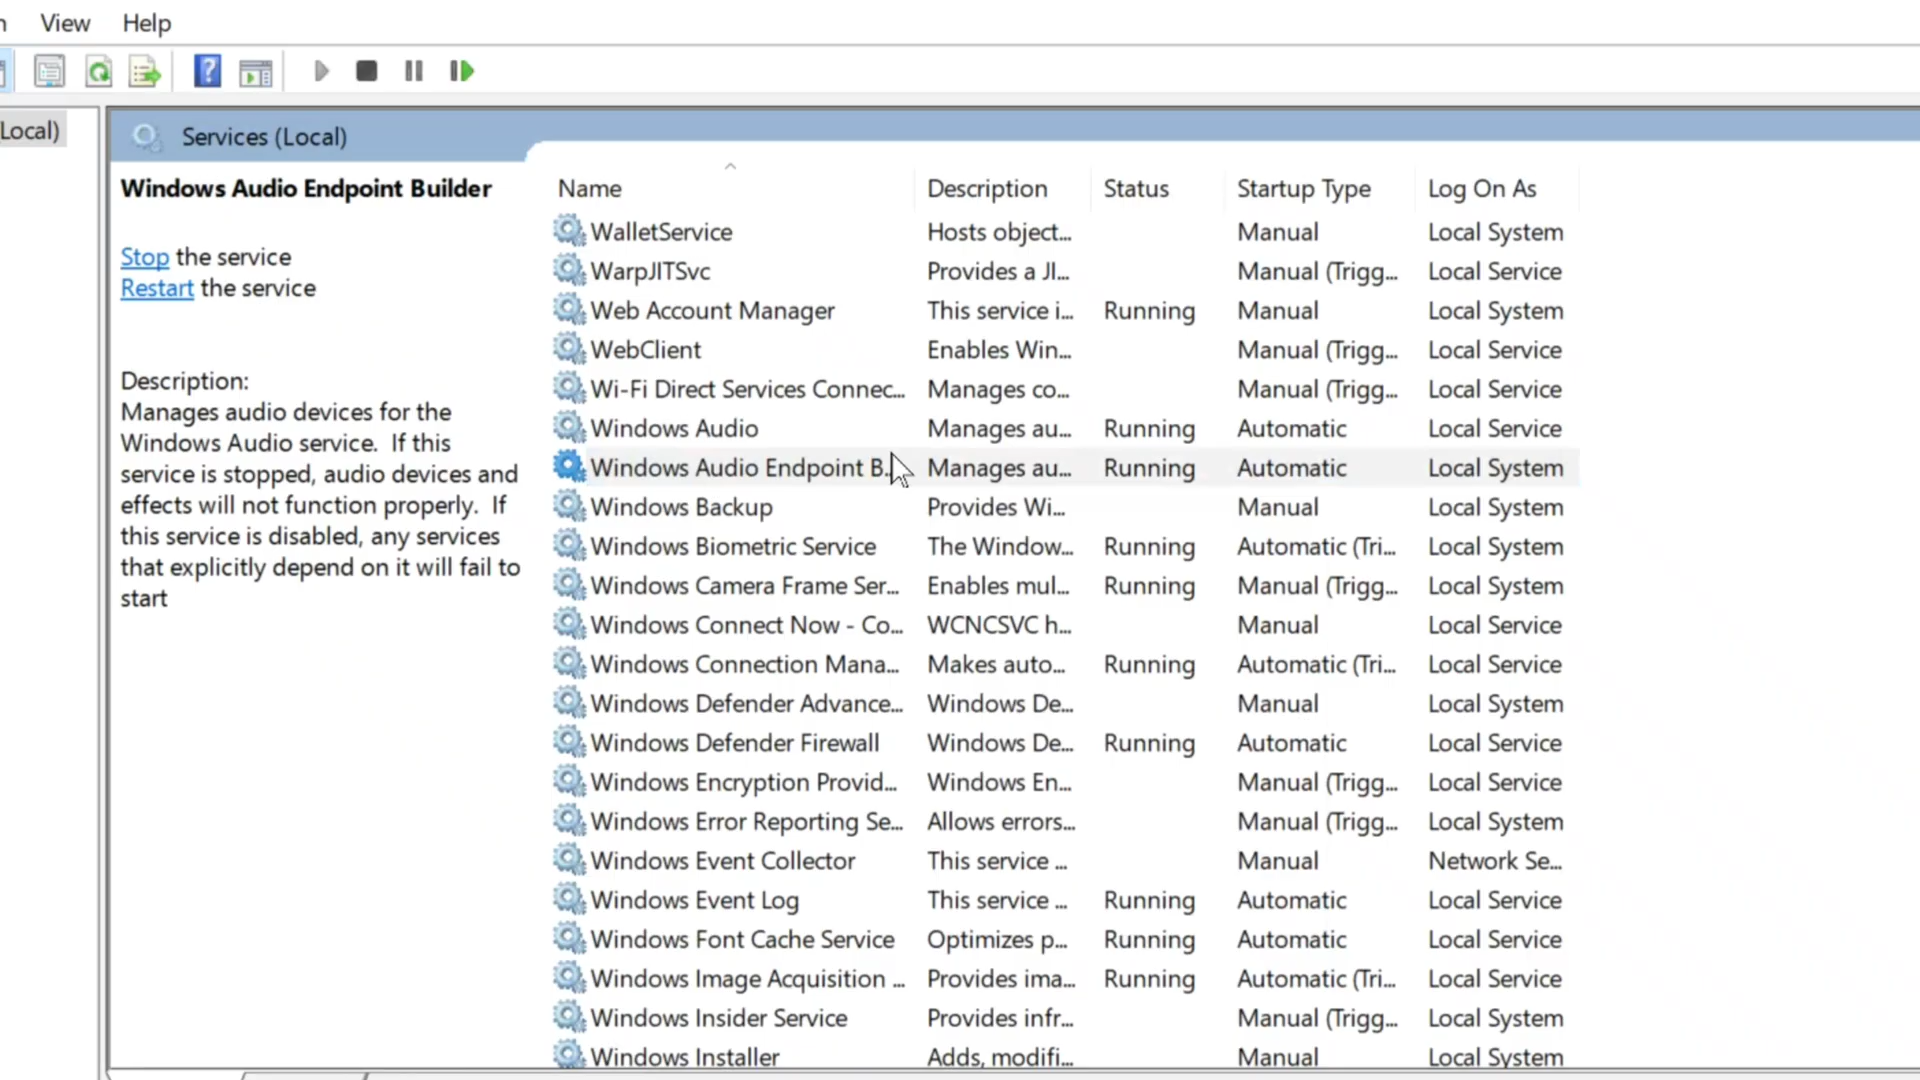 View Help
Local)
Services (Local)
Windows Audio Endpoint Builder
Stop the service
Restart the service
Description:
Manages audio devices for the
Windows Audio service. If this
service is stopped, audio devices and
effects will not function properly. If
this service is disabled, any services
that explicitly depend on it will fail to
start
Name Description Status Startup Type Log On As
WalletService Hosts object... Manual Local System
WarpJITSvc Provides a JI... Manual (Trigg... Local Service
Web Account Manager This service i... Running Manual Local System
WebClient Enables Win... Manual (Trigg... Local Service
Wi-Fi Direct Services Connec... Manages co... Manual (Trigg... Local Service
Windows Audio Manages au... Running Automatic Local Service
Windows Audio Endpoint B... Manages au... Running Automatic Local System
Windows Backup Provides Wi... Manual Local System
Windows Biometric Service The Window... Running Automatic (Tri... Local System
Windows Camera Frame Ser... Enables mul... Running Manual (Trigg... Local System
Windows Connect Now - Co... WCNCSVC h... Manual Local Service
Windows Connection Mana... Makes auto... Running Automatic (Tri... Local Service
Windows Defender Advance... Windows De... Manual Local System
Windows Defender Firewall Windows De... Running Automatic Local Service
Windows Encryption Provid... Windows En... Manual (Trigg... Local Service
Windows Error Reporting Se... Allows errors... Manual (Trigg... Local System
Windows Event Collector This service ... Manual Network Se...
Windows Event Log This service ... Running Automatic Local Service
Windows Font Cache Service Optimizes p... Running Automatic Local Service
Windows Image Acquisition ... Provides ima... Running Automatic (Tri... Local Service
Windows Insider Service Provides infr... Manual (Trigg... Local System
Windows Installer Adds, modifi... Manual Local System